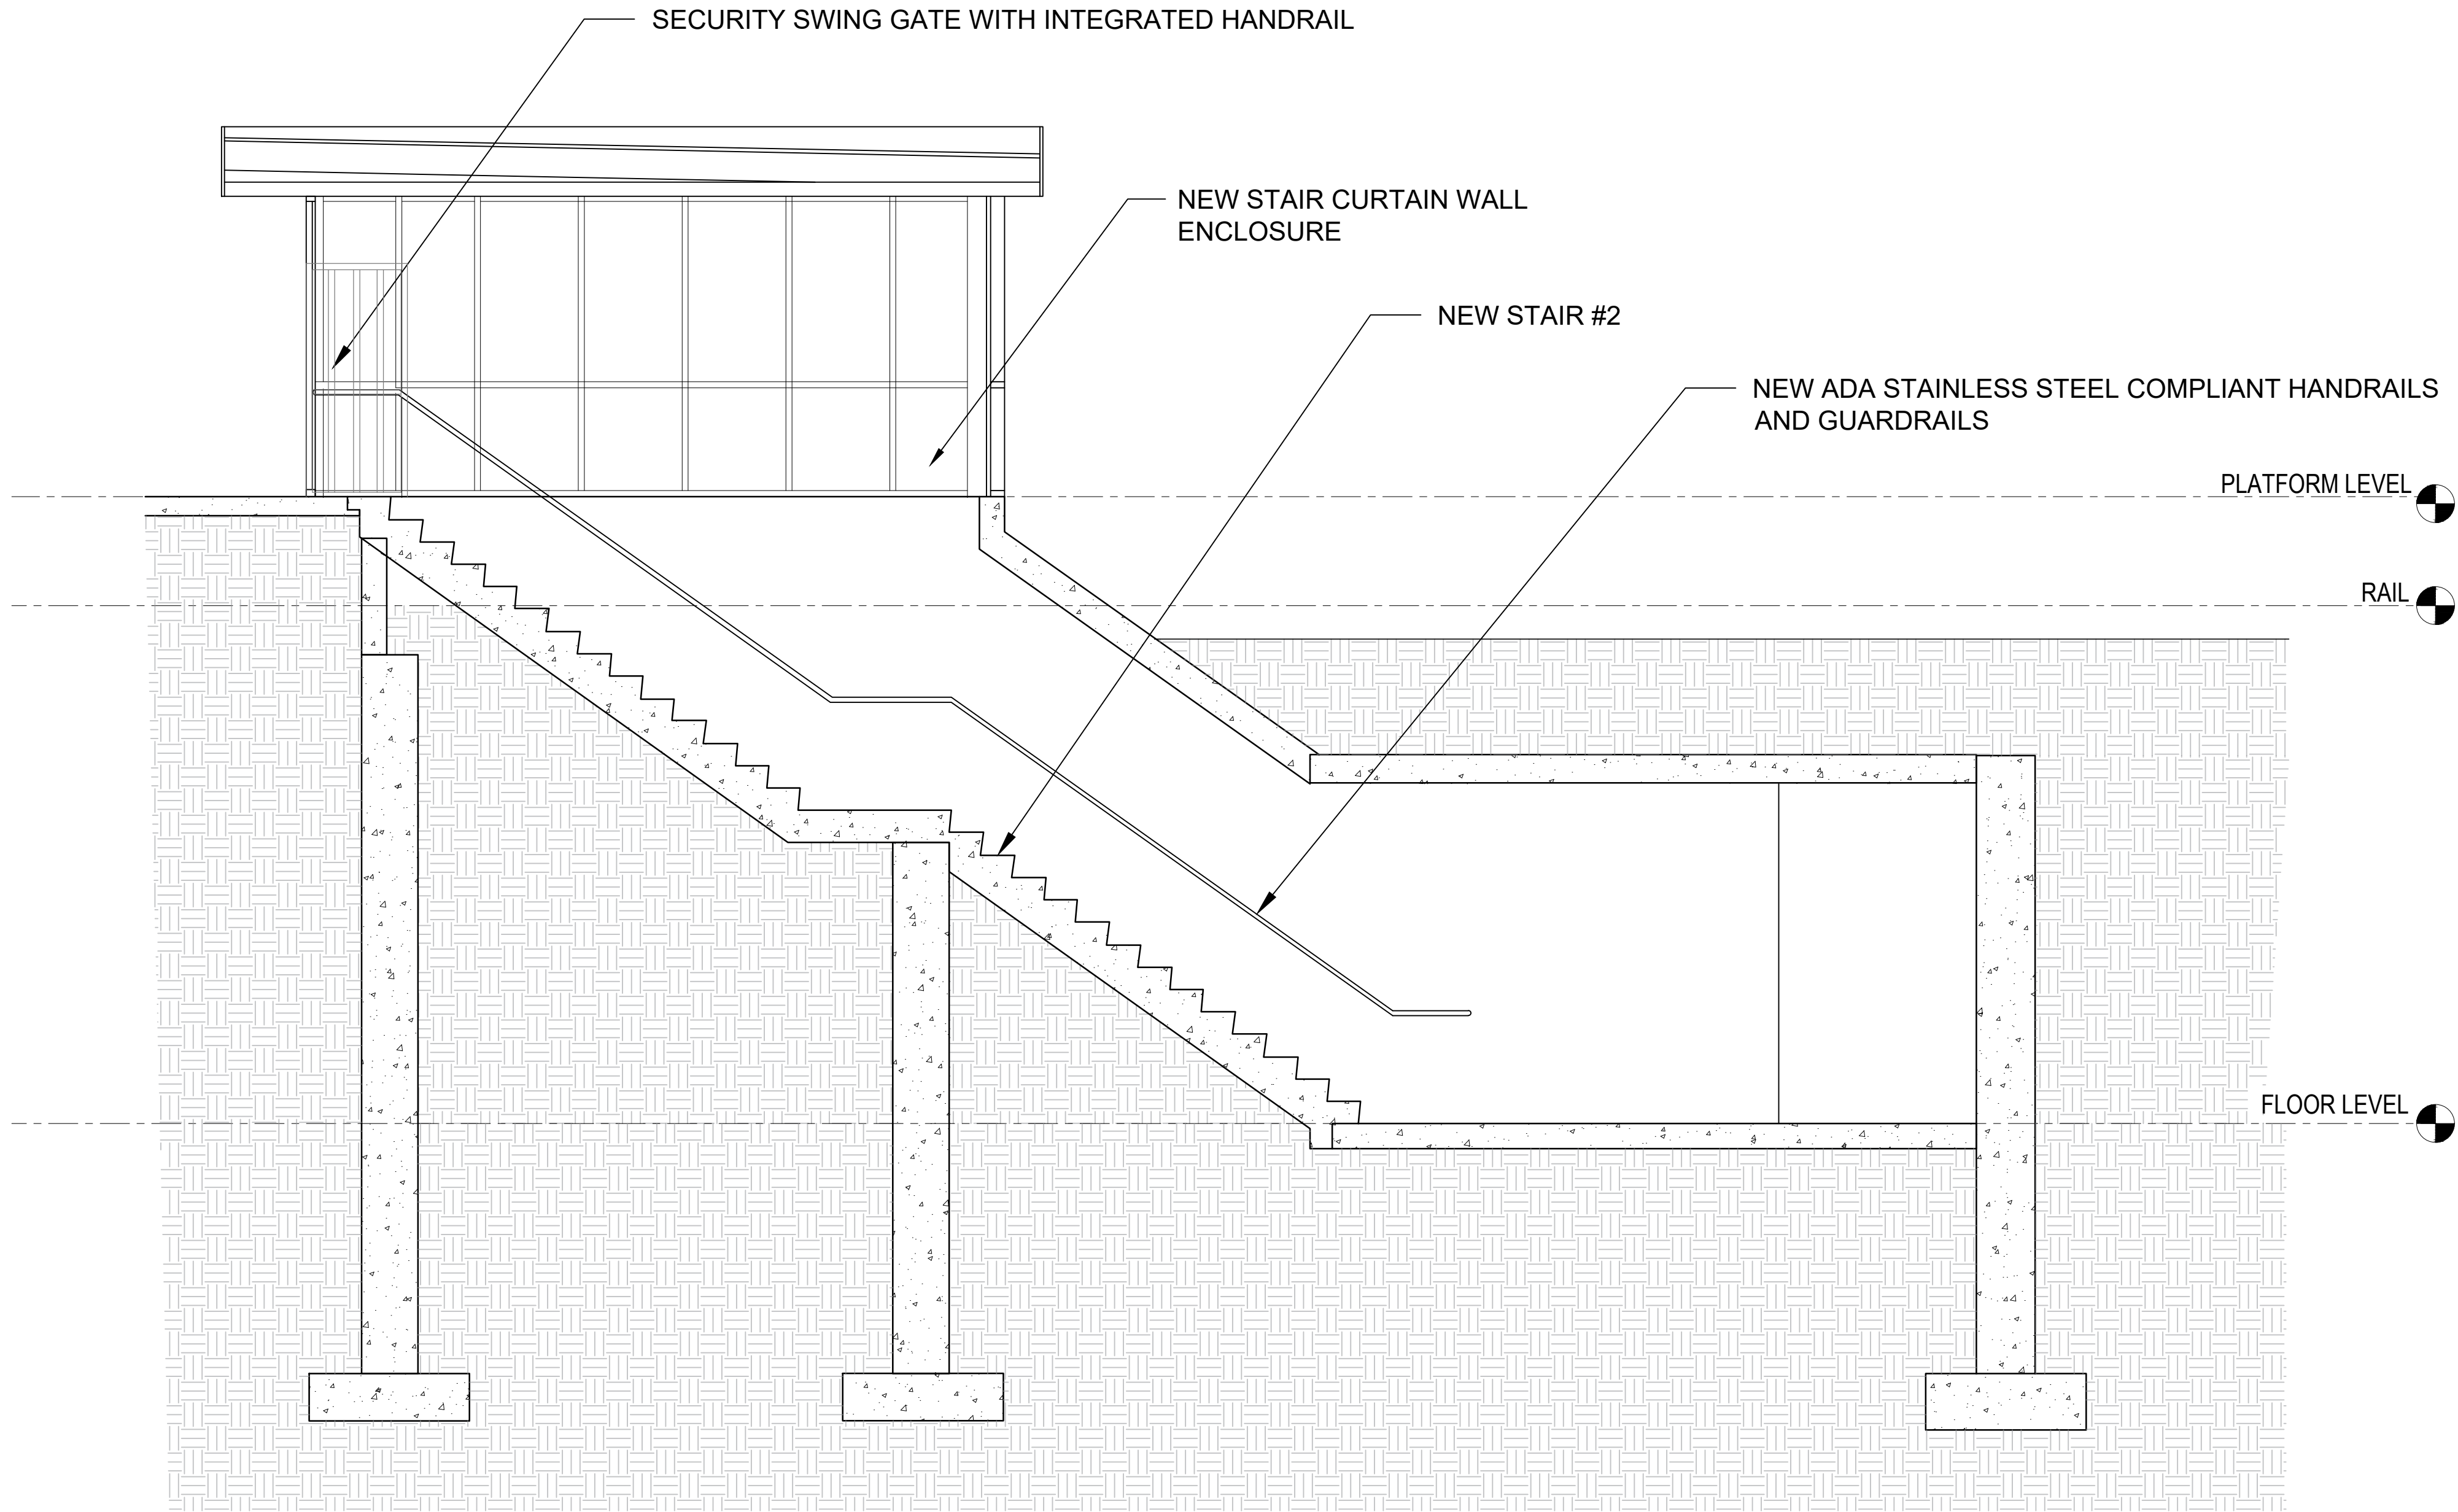 SECURITY SWING GATE WITH INTEGRATED HANDRAIL
NEW STAIR CURTAIN WALL
ENCLOSURE
NEW STAIR #2
NEW ADA STAINLESS STEEL COMPLIANT HANDRAILS
AND GUARDRAILS
PLATFORM LEVEL
RAIL
FLOOR LEVEL